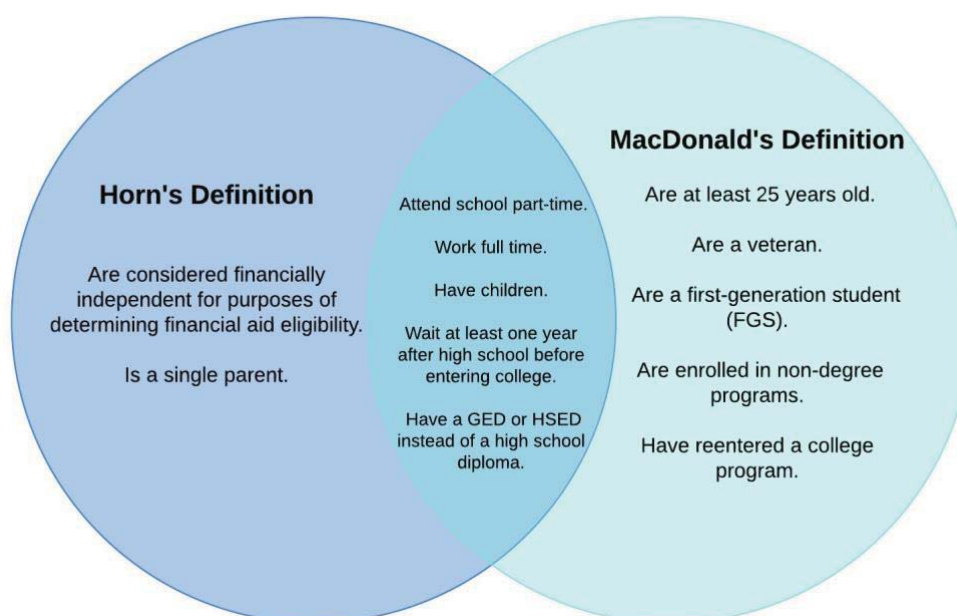 Horn's Definition
Are considered financially
independent for purposes of
determining financial aid eligibility.
Is a single parent.
Attend school part-time.
Work full time.
Have children.
Wait at least one year
after high school before
entering college.
Have a GED or HSED
instead of a high school
diploma.
MacDonald's Definition
Are at least 25 years old.
Are a veteran.
Are a first-generation student
(FGS).
Are enrolled in non-degree
programs.
Have reentered a college
program.